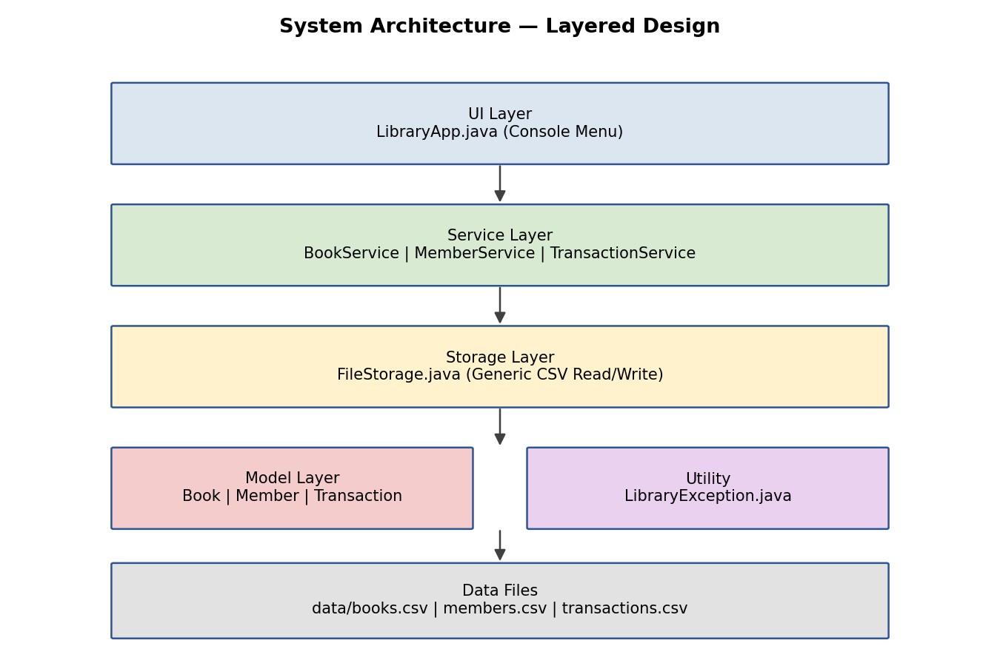 System Architecture — Layered Design
UI Layer
LibraryApp.java (Console Menu)
Service Layer
BookService | MemberService | TransactionService
Storage Layer
FileStorage.java (Generic CSV Read/Write)
Model Layer
Book | Member | Transaction
Utility
LibraryException.java
Data Files
data/books.csv | members.csv | transactions.csv